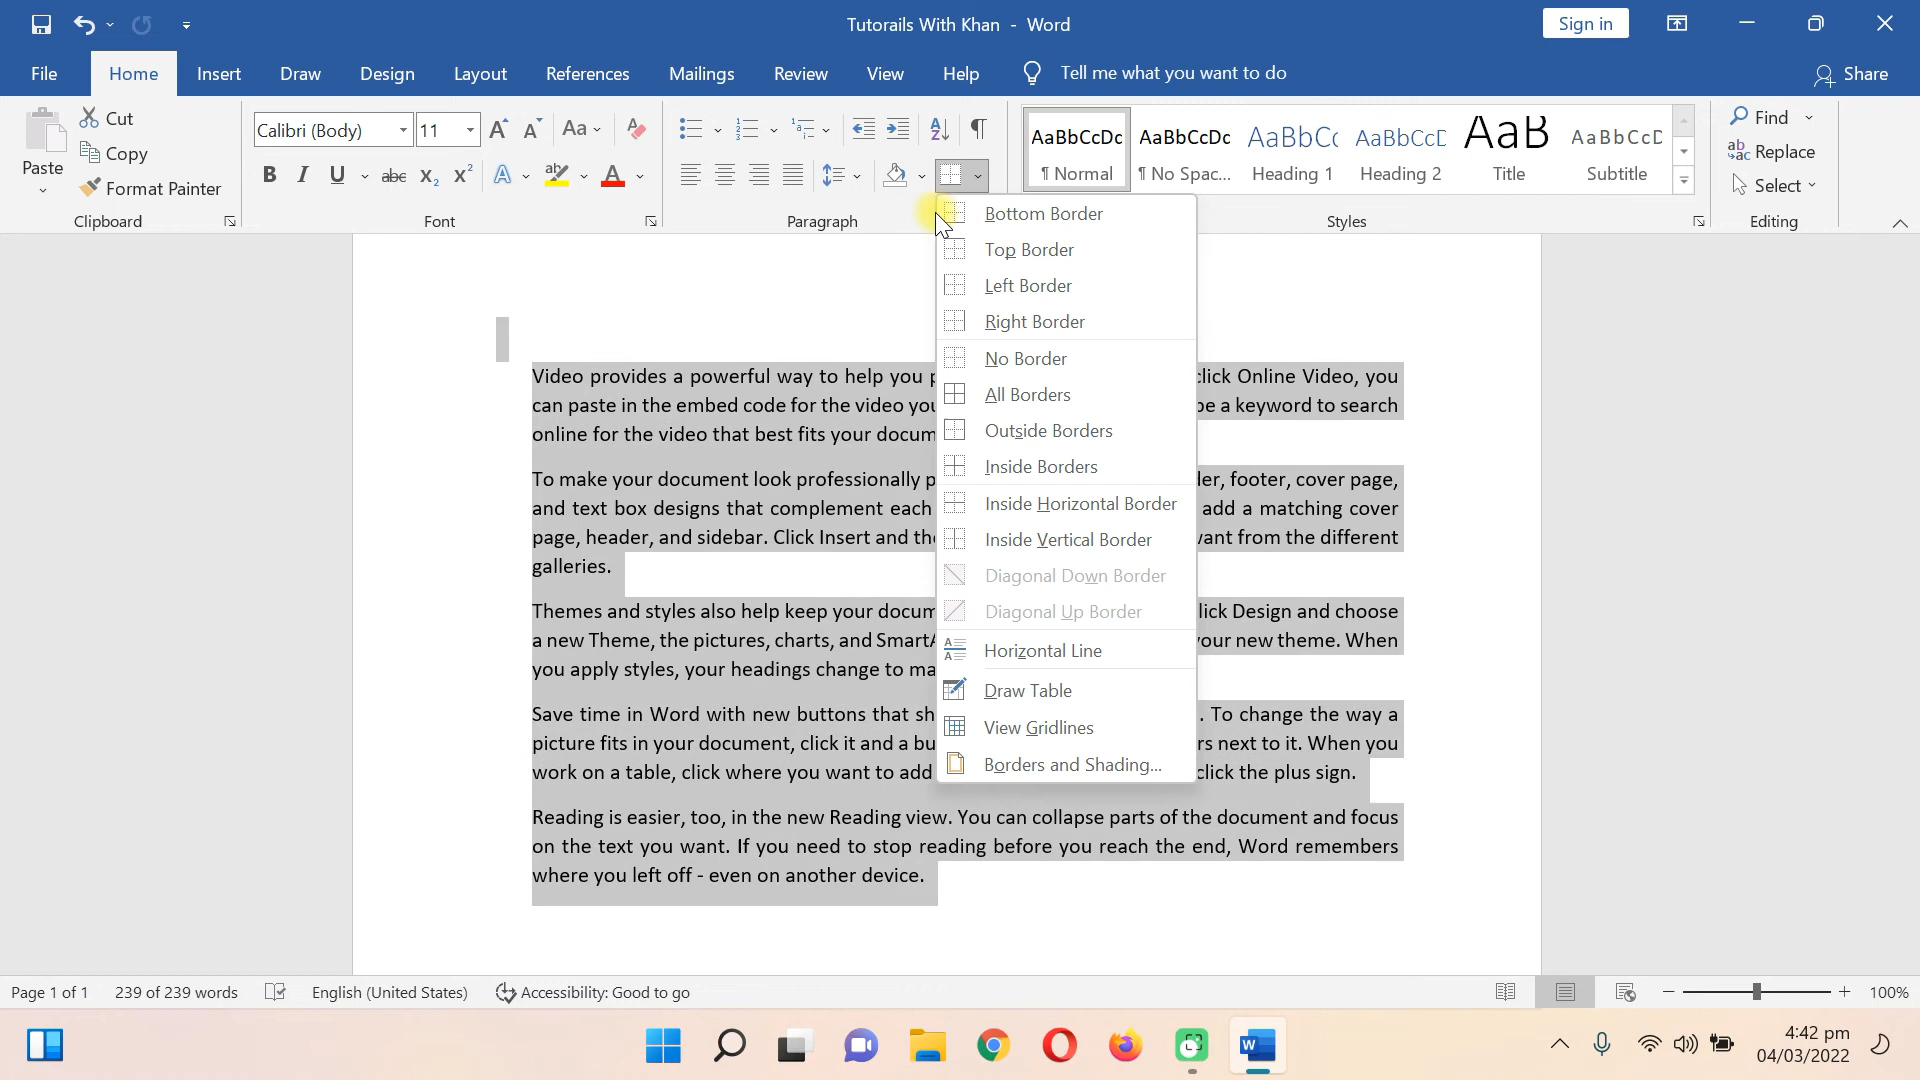 Tutorails With Khan - Word
Sign in
File Home Insert Draw Design Layout References Mailings Review View Help Tell me what you want to do Share
Paste
Cut
Copy
Format Painter
Clipboard
Calibri (Body) 11
Font
Paragraph
AaBbCcDc ¶ Normal
AaBbCcDc ¶ No Spac...
AaBbC Heading 1
AaBbCcD Heading 2
AaB Title
AaBbCcD Subtitle
Styles
Find
Replace
Select
Editing
Bottom Border
Top Border
Left Border
Right Border
No Border
All Borders
Outside Borders
Inside Borders
Inside Horizontal Border
Inside Vertical Border
Diagonal Down Border
Diagonal Up Border
Horizontal Line
Draw Table
View Gridlines
Borders and Shading...
Video provides a powerful way to help you click Online Video, you
can paste in the embed code for the video you a keyword to search
online for the video that best fits your
To make your document look professionally footer, cover page,
and text box designs that complement each add a matching cover
page, header, and sidebar. Click Insert and from the different
galleries.
Themes and styles also help keep your Click Design and choose
a new Theme, the pictures, charts, and your new theme. When
you apply styles, your headings change to
Save time in Word with new buttons that . To change the way a
picture fits in your document, click it and a next to it. When you
work on a table, click where you want to add click the plus sign.
Reading is easier, too, in the new Reading view. You can collapse parts of the document and focus
on the text you want. If you need to stop reading before you reach the end, Word remembers
where you left off - even on another device.
Page 1 of 1 239 of 239 words English (United States) Accessibility: Good to go 100%
4:42 pm
04/03/2022